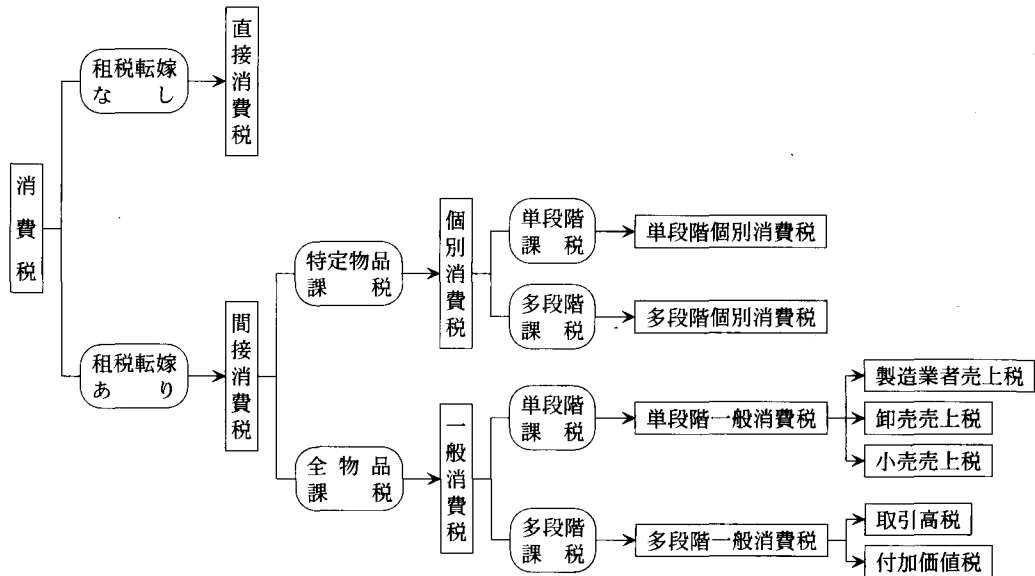 消費税
租税転嫁
なし
直接消費税
租税転嫁
あり
間接消費税
特定物品
課税
個別消費税
単段階
課税
単段階個別消費税
多段階
課税
多段階個別消費税
全物品
課税
一般消費税
単段階
課税
単段階一般消費税
製造業者売上税
卸売売上税
小売売上税
多段階
課税
多段階一般消費税
取引高税
付加価値税